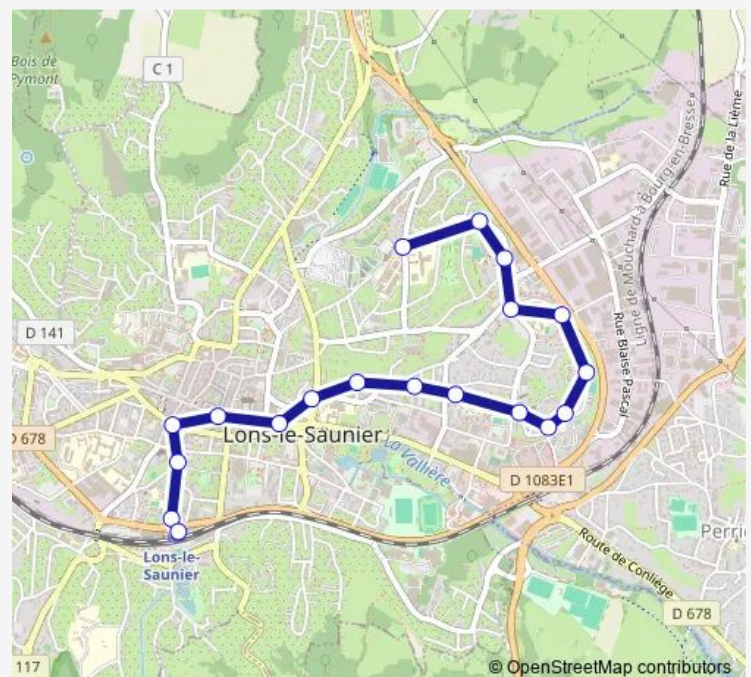 Bois de
Pymont
C 1
Rue de la Lième
Ligne de Mouchard à Bourg-en-Bresse
D 141
Rue Blaise Pascal
D 678
Lons-le-Saunier
La Vallière
D 1083E1
Perri
Lons-le-
Saunier
Route de Conliège
D 678
117
© OpenStreetMap contributors